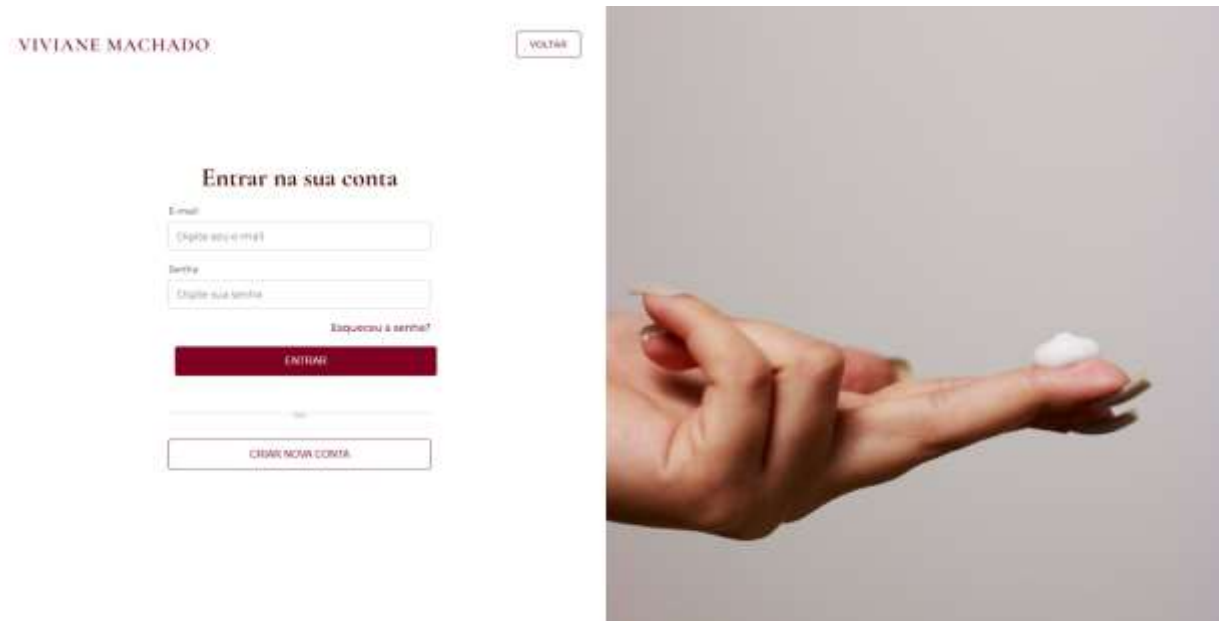 VIVIANE MACHADO
VOLTAR
Entrar na sua conta
E-mail
Digite seu e-mail
Senha
Digite sua senha
Esqueceu a senha?
ENTRAR
CRIAR NOVA CONTA